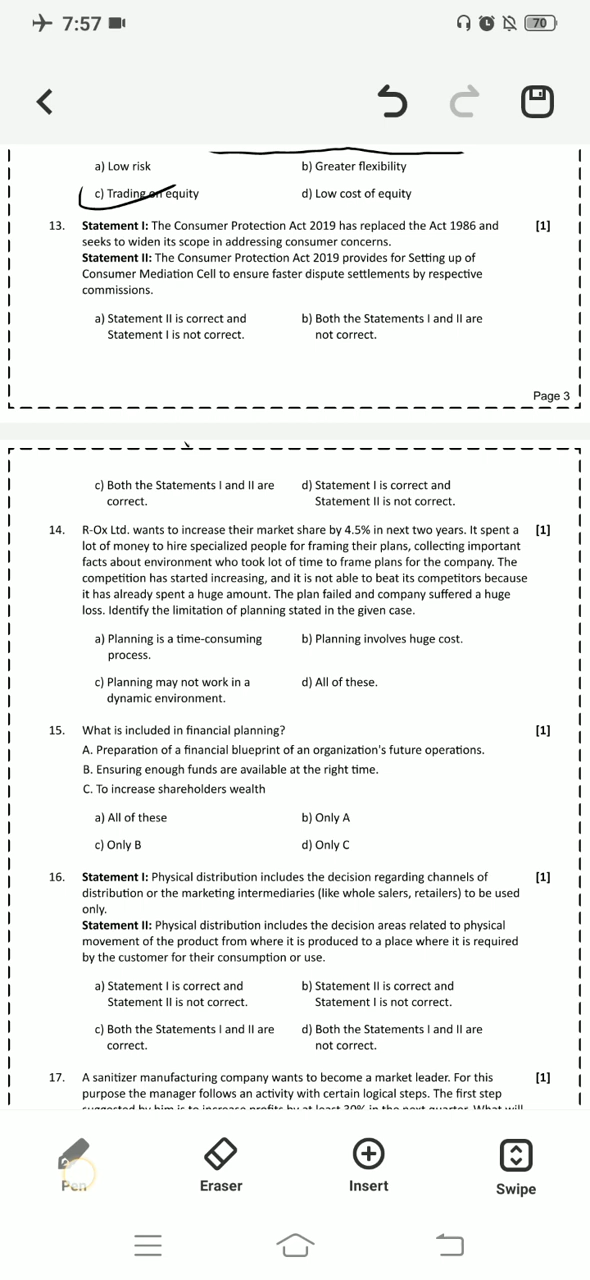 7:57
70
a) Low risk
b) Greater flexibility
c) Trading on equity
d) Low cost of equity
13. Statement I: The Consumer Protection Act 2019 has replaced the Act 1986 and [1]
seeks to widen its scope in addressing consumer concerns.
Statement II: The Consumer Protection Act 2019 provides for Setting up of
Consumer Mediation Cell to ensure faster dispute settlements by respective
commissions.
a) Statement II is correct and
Statement I is not correct.
b) Both the Statements I and II are
not correct.
Page 3
c) Both the Statements I and II are
correct.
d) Statement I is correct and
Statement II is not correct.
14. R-Ox Ltd. wants to increase their market share by 4.5% in next two years. It spent a [1]
lot of money to hire specialized people for framing their plans, collecting important
facts about environment who took lot of time to frame plans for the company. The
competition has started increasing, and it is not able to beat its competitors because
it has already spent a huge amount. The plan failed and company suffered a huge
loss. Identify the limitation of planning stated in the given case.
a) Planning is a time-consuming
process.
b) Planning involves huge cost.
c) Planning may not work in a
dynamic environment.
d) All of these.
15. What is included in financial planning? [1]
A. Preparation of a financial blueprint of an organization's future operations.
B. Ensuring enough funds are available at the right time.
C. To increase shareholders wealth
a) All of these
b) Only A
c) Only B
d) Only C
16. Statement I: Physical distribution includes the decision regarding channels of [1]
distribution or the marketing intermediaries (like whole salers, retailers) to be used
only.
Statement II: Physical distribution includes the decision areas related to physical
movement of the product from where it is produced to a place where it is required
by the customer for their consumption or use.
a) Statement I is correct and
Statement II is not correct.
b) Statement II is correct and
Statement I is not correct.
c) Both the Statements I and II are
correct.
d) Both the Statements I and II are
not correct.
17. A sanitizer manufacturing company wants to become a market leader. For this [1]
purpose the manager follows an activity with certain logical steps. The first step
suggested by him is to increase profits by at least 30% in the next quarter. What will
Pen
Eraser
Insert
Swipe